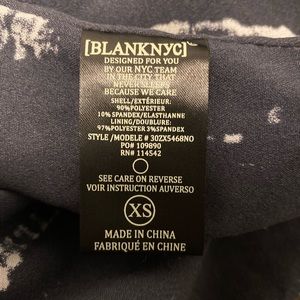 [BLANKNYC]™
DESIGNED FOR YOU
BY OUR NYC TEAM
IN THE CITY THAT
NEVER SLEEPS
BECAUSE WE CARE
SHELL/EXTÉRIEUR:
90%POLYESTER
10% SPANDEX/ELASTHANNE
LINING/DOUBLURE:
97%POLYESTER 3%SPANDEX
STYLE /MODELE # 30ZX5468NO
PO# 109890
RN# 114542
SEE CARE ON REVERSE
VOIR INSTRUCTION AUVERSO
XS
MADE IN CHINA
FABRIQUÉ EN CHINE